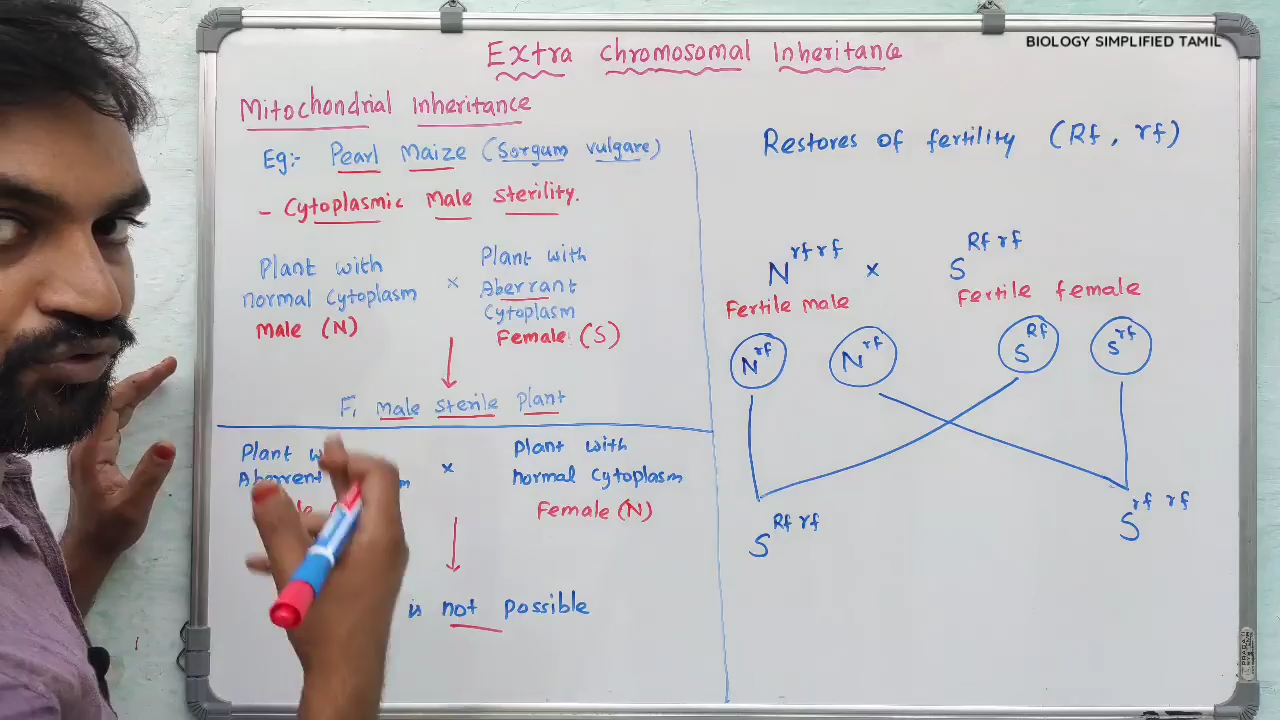 BIOLOGY SIMPLIFIED TAMIL
Extra Chromosomal Inheritance
Mitochondrial Inheritance
Eg:- Pearl Maize (Sorgum vulgare)
- Cytoplasmic Male Sterility.
Plant with
normal Cytoplasm
Male (N)
x
Plant with
Aberrant
Cytoplasm
Female (S)
F1 male sterile plant
Plant
Aberrent
x
Plant with
normal Cytoplasm
Female (N)
is not possible
Restores of fertility (Rf, rf)
N rf rf x S Rf rf
Fertile male Fertile female
N rf N rf S Rf S rf
S Rf rf S rf rf